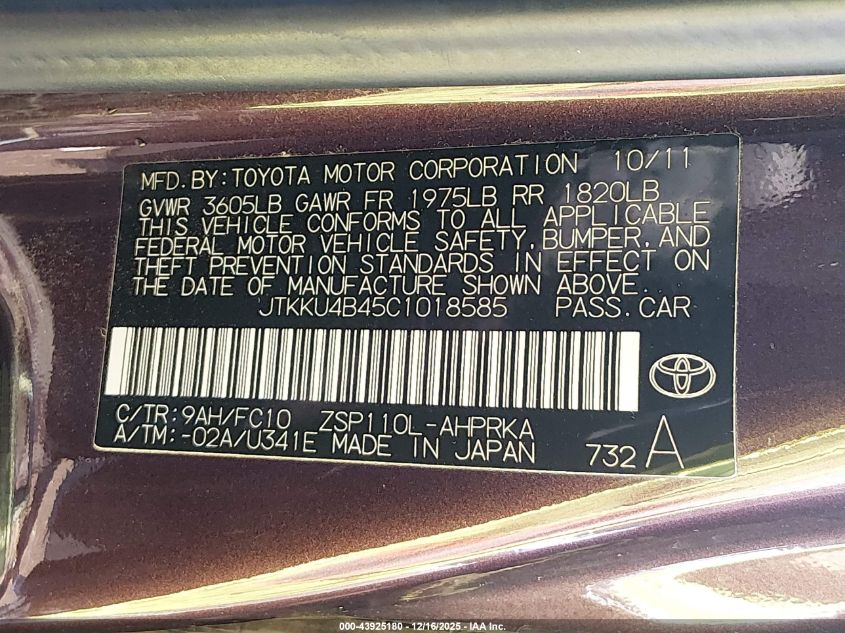 MFD. BY: TOYOTA MOTOR CORPORATION 10/11
GVWR 3605LB GAWR FR 1975LB RR 1820LB
THIS VEHICLE CONFORMS TO ALL APPLICABLE
FEDERAL MOTOR VEHICLE SAFETY, BUMPER, AND
THEFT PREVENTION STANDARDS IN EFFECT ON
THE DATE OF MANUFACTURE SHOWN ABOVE.
JTKKU4B45C1018585 PASS. CAR
C/TR: 9AH/FC10 ZSP110L-AHPRKA
A/TM: -02A/U341E MADE IN JAPAN 732 A
000-43925180 - 12/16/2025 - IAA Inc.